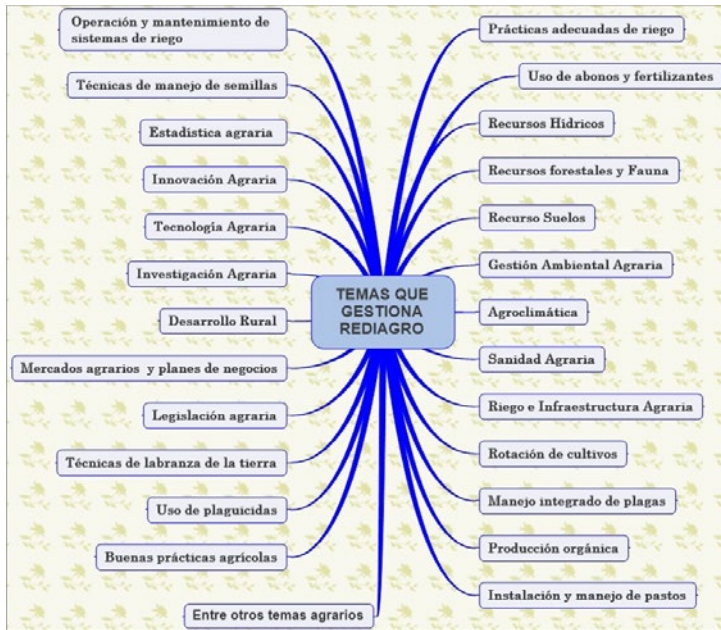 TEMAS QUE
GESTIONA
REDIAGRO
Operación y mantenimiento de
sistemas de riego
Técnicas de manejo de semillas
Estadística agraria
Innovación Agraria
Tecnología Agraria
Investigación Agraria
Desarrollo Rural
Mercados agrarios y planes de negocios
Legislación agraria
Técnicas de labranza de la tierra
Uso de plaguicidas
Buenas prácticas agrícolas
Entre otros temas agrarios
Prácticas adecuadas de riego
Uso de abonos y fertilizantes
Recursos Hídricos
Recursos forestales y Fauna
Recurso Suelos
Gestión Ambiental Agraria
Agroclimática
Sanidad Agraria
Riego e Infraestructura Agraria
Rotación de cultivos
Manejo integrado de plagas
Producción orgánica
Instalación y manejo de pastos